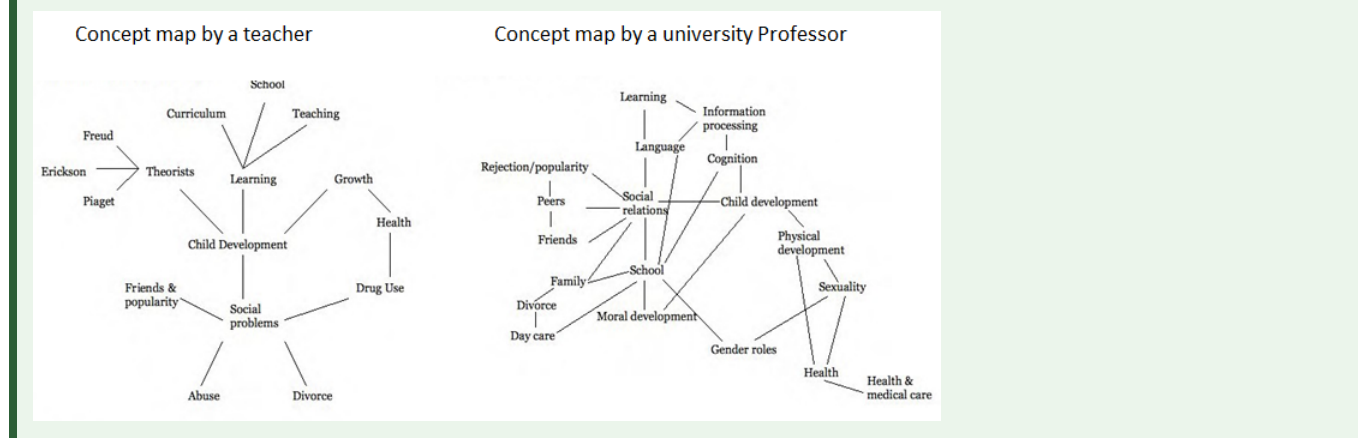 Concept map by a teacher
Concept map by a university Professor
School
Curriculum
Teaching
Freud
Erickson
Theorists
Learning
Growth
Piaget
Health
Child Development
Friends &
popularity
Drug Use
Social
problems
Abuse
Divorce
Learning
Information
processing
Language
Cognition
Rejection/popularity
Social
relations
Peers
Child development
Friends
Physical
development
School
Family
Sexuality
Divorce
Moral development
Day care
Gender roles
Health
Health &
medical care